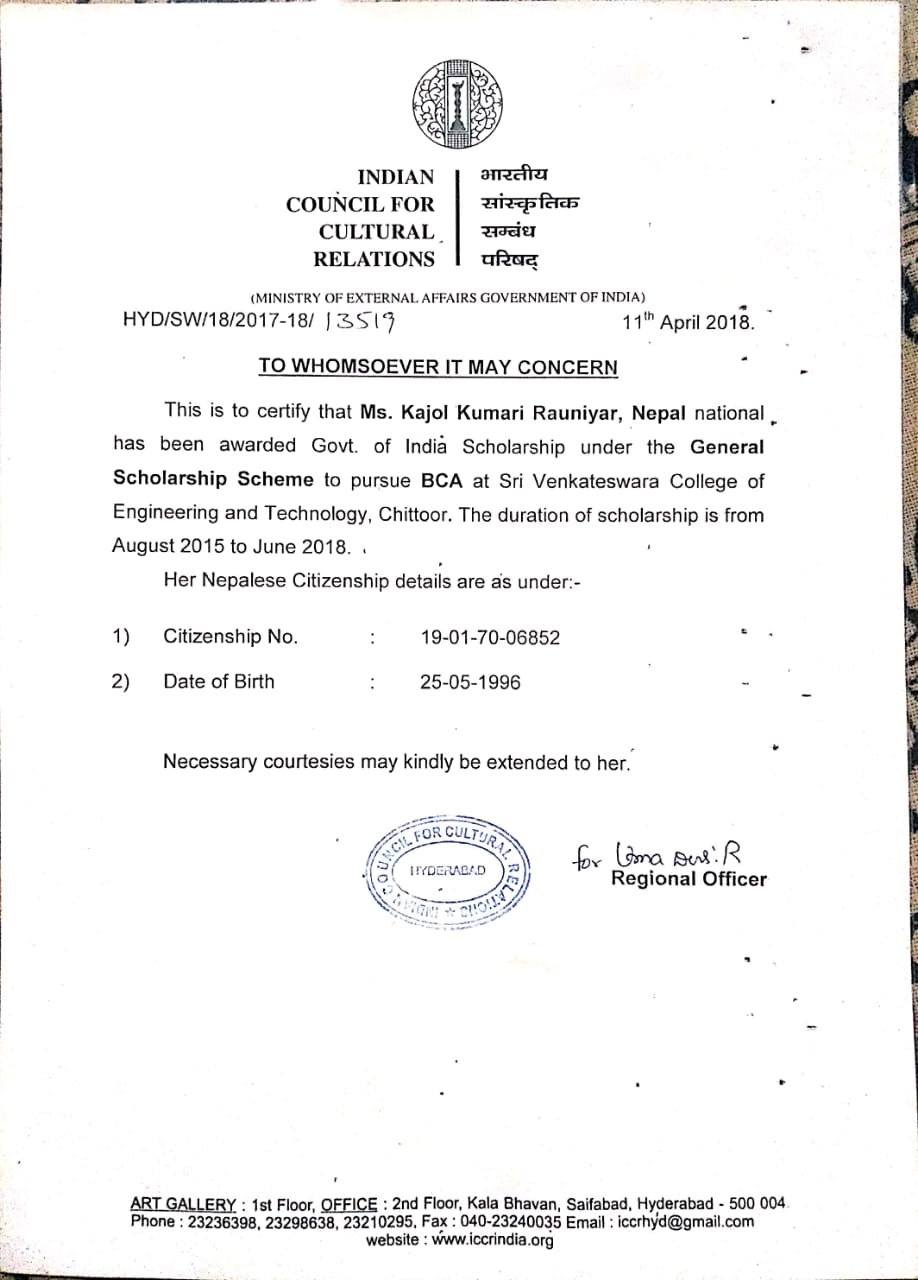 INDIAN
COUNCIL FOR
CULTURAL
RELATIONS
भारतीय
सांस्कृतिक
सम्बंध
परिषद्
(MINISTRY OF EXTERNAL AFFAIRS GOVERNMENT OF INDIA)
HYD/SW/18/2017-18/ 13519 11th April 2018.
TO WHOMSOEVER IT MAY CONCERN
This is to certify that Ms. Kajol Kumari Rauniyar, Nepal national
has been awarded Govt. of India Scholarship under the General
Scholarship Scheme to pursue BCA at Sri Venkateswara College of
Engineering and Technology, Chittoor. The duration of scholarship is from
August 2015 to June 2018.
Her Nepalese Citizenship details are as under:-
1) Citizenship No. : 19-01-70-06852
2) Date of Birth : 25-05-1996
Necessary courtesies may kindly be extended to her.
INDIAN COUNCIL FOR CULTURAL RELATIONS
HYDERABAD
for Uma Devi.R
Regional Officer
ART GALLERY : 1st Floor, OFFICE : 2nd Floor, Kala Bhavan, Saifabad, Hyderabad - 500 004.
Phone : 23236398, 23298638, 23210295, Fax : 040-23240035 Email : iccrhyd@gmail.com
website : www.iccrindia.org